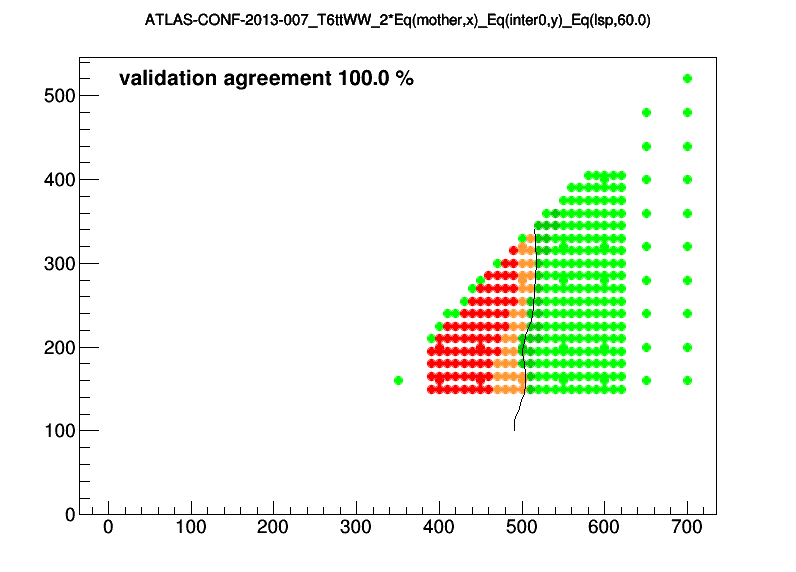 ATLAS-CONF-2013-007_T6ttWW_2*Eq(mother,x)_Eq(inter0,y)_Eq(lsp,60.0)
validation agreement 100.0 %
500
400
300
200
100
0
0 100 200 300 400 500 600 700